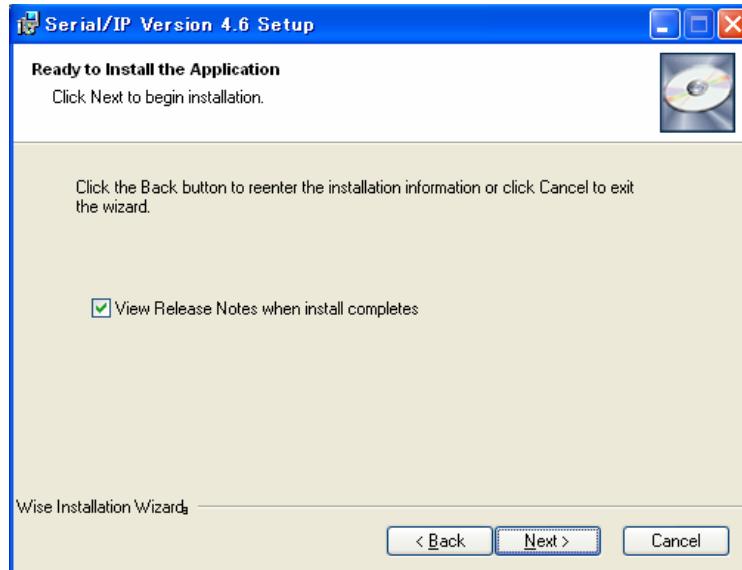 Serial/IP Version 4.6 Setup
Ready to Install the Application
Click Next to begin installation.
Click the Back button to reenter the installation information or click Cancel to exit
the wizard.
View Release Notes when install completes
Wise Installation Wizard
< Back Next > Cancel